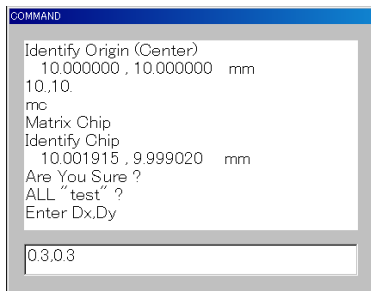 COMMAND
Identify Origin (Center)
10.000000 , 10.000000 mm
10.,10.
mc
Matrix Chip
Identify Chip
10.001915 , 9.999020 mm
Are You Sure ?
ALL "test" ?
Enter Dx,Dy
0.3,0.3